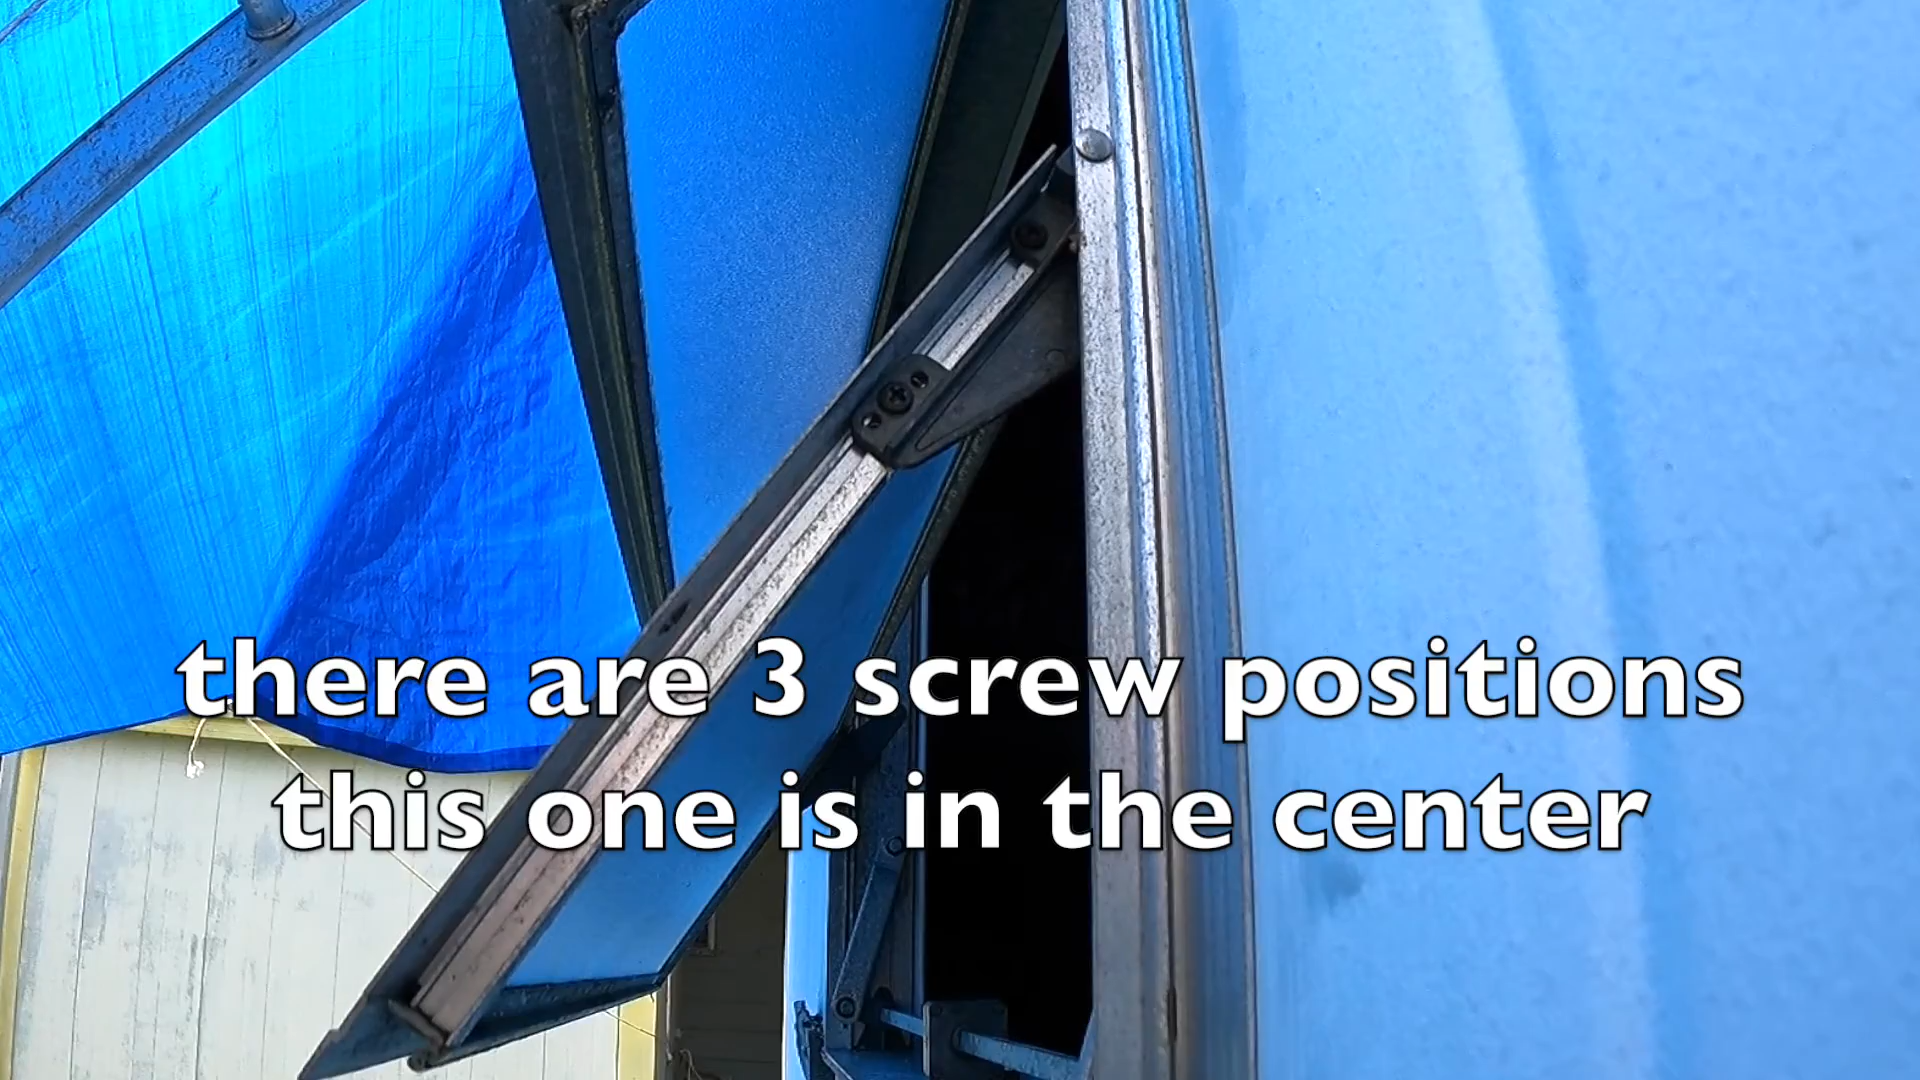 there are 3 screw positions
this one is in the center